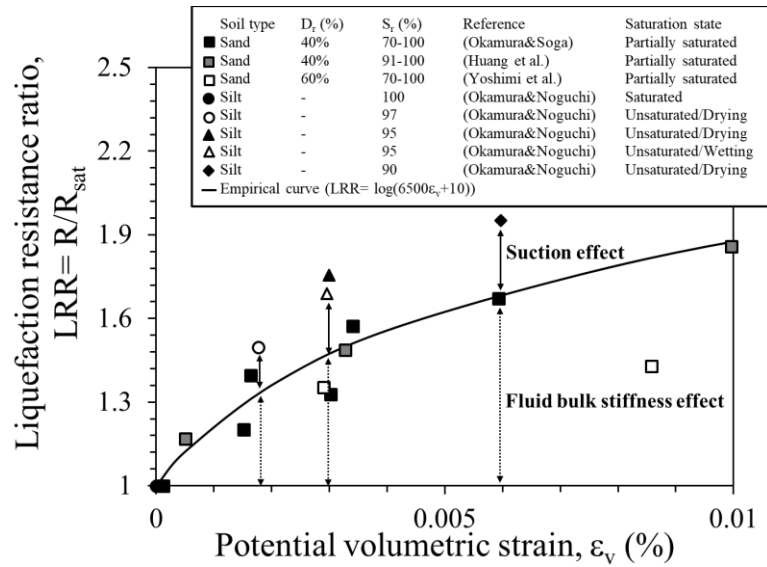 Soil type D_r (%) S_r (%) Reference Saturation state
Sand 40% 70-100 (Okamura&Soga) Partially saturated
Sand 40% 91-100 (Huang et al.) Partially saturated
Sand 60% 70-100 (Yoshimi et al.) Partially saturated
Silt - 100 (Okamura&Noguchi) Saturated
Silt - 97 (Okamura&Noguchi) Unsaturated/Drying
Silt - 95 (Okamura&Noguchi) Unsaturated/Drying
Silt - 95 (Okamura&Noguchi) Unsaturated/Wetting
Silt - 90 (Okamura&Noguchi) Unsaturated/Drying
Empirical curve (LRR= log(6500ε_v+10))
Liquefaction resistance ratio,
LRR= R/R_sat
2.5
2.2
1.9
1.6
1.3
1
Suction effect
Fluid bulk stiffness effect
0
0.005
0.01
Potential volumetric strain, ε_v (%)